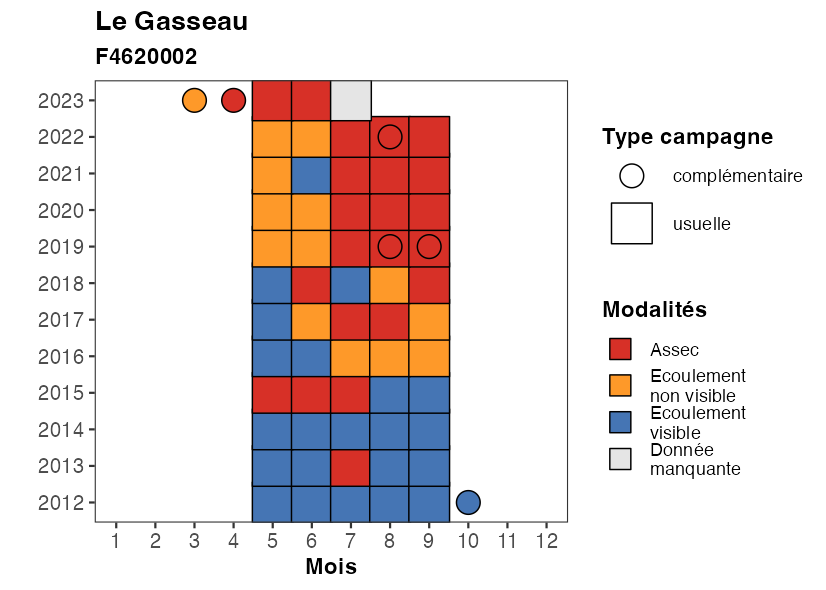 Le Gasseau
F4620002
2023
2022
2021
2020
2019
2018
2017
2016
2015
2014
2013
2012
1 2 3 4 5 6 7 8 9 10 11 12
Mois
Type campagne
complémentaire
usuelle
Modalités
Assec
Ecoulement
non visible
Ecoulement
visible
Donnée
manquante